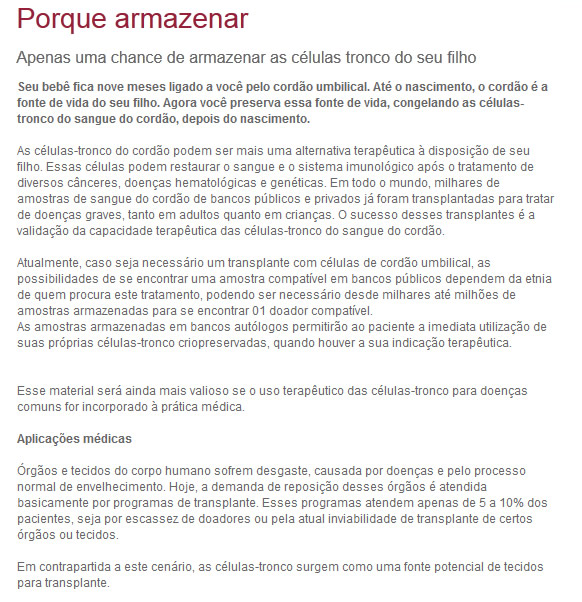 Porque armazenar
Apenas uma chance de armazenar as células tronco do seu filho
Seu bebê fica nove meses ligado a você pelo cordão umbilical. Até o nascimento, o cordão é a
fonte de vida do seu filho. Agora você preserva essa fonte de vida, congelando as células-
tronco do sangue do cordão, depois do nascimento.
As células-tronco do cordão podem ser mais uma alternativa terapêutica à disposição de seu
filho. Essas células podem restaurar o sangue e o sistema imunológico após o tratamento de
diversos cânceres, doenças hematológicas e genéticas. Em todo o mundo, milhares de
amostras de sangue do cordão de bancos públicos e privados já foram transplantadas para tratar
de doenças graves, tanto em adultos quanto em crianças. O sucesso desses transplantes é a
validação da capacidade terapêutica das células-tronco do sangue do cordão.
Atualmente, caso seja necessário um transplante com células de cordão umbilical, as
possibilidades de se encontrar uma amostra compatível em bancos públicos dependem da etnia
de quem procura este tratamento, podendo ser necessário desde milhares até milhões de
amostras armazenadas para se encontrar 01 doador compatível.
As amostras armazenadas em bancos autólogos permitirão ao paciente a imediata utilização de
suas próprias células-tronco criopreservadas, quando houver a sua indicação terapêutica.
Esse material será ainda mais valioso se o uso terapêutico das células-tronco para doenças
comuns for incorporado à prática médica.
Aplicações médicas
Órgãos e tecidos do corpo humano sofrem desgaste, causada por doenças e pelo processo
normal de envelhecimento. Hoje, a demanda de reposição desses órgãos é atendida
basicamente por programas de transplante. Esses programas atendem apenas de 5 a 10% dos
pacientes, seja por escassez de doadores ou pela atual inviabilidade de transplante de certos
órgãos ou tecidos.
Em contrapartida a este cenário, as células-tronco surgem como uma fonte potencial de tecidos
para transplante.